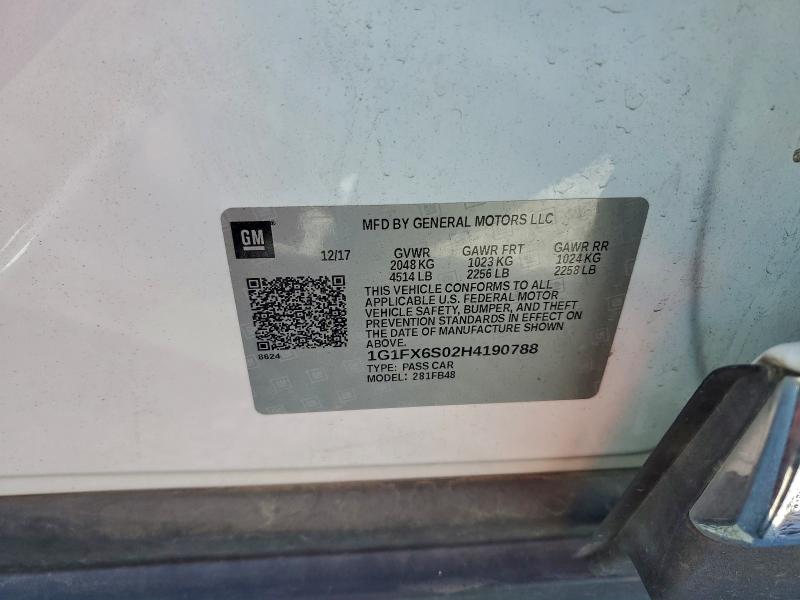 MFD BY GENERAL MOTORS LLC
GM
12/17 GVWR GAWR FRT GAWR RR
2048 KG 1023 KG 1024 KG
4514 LB 2256 LB 2258 LB
THIS VEHICLE CONFORMS TO ALL
APPLICABLE U.S. FEDERAL MOTOR
VEHICLE SAFETY, BUMPER, AND THEFT
PREVENTION STANDARDS IN EFFECT ON
THE DATE OF MANUFACTURE SHOWN
ABOVE.
8624
1G1FX6S02H4190788
TYPE: PASS CAR
MODEL: 281FB48